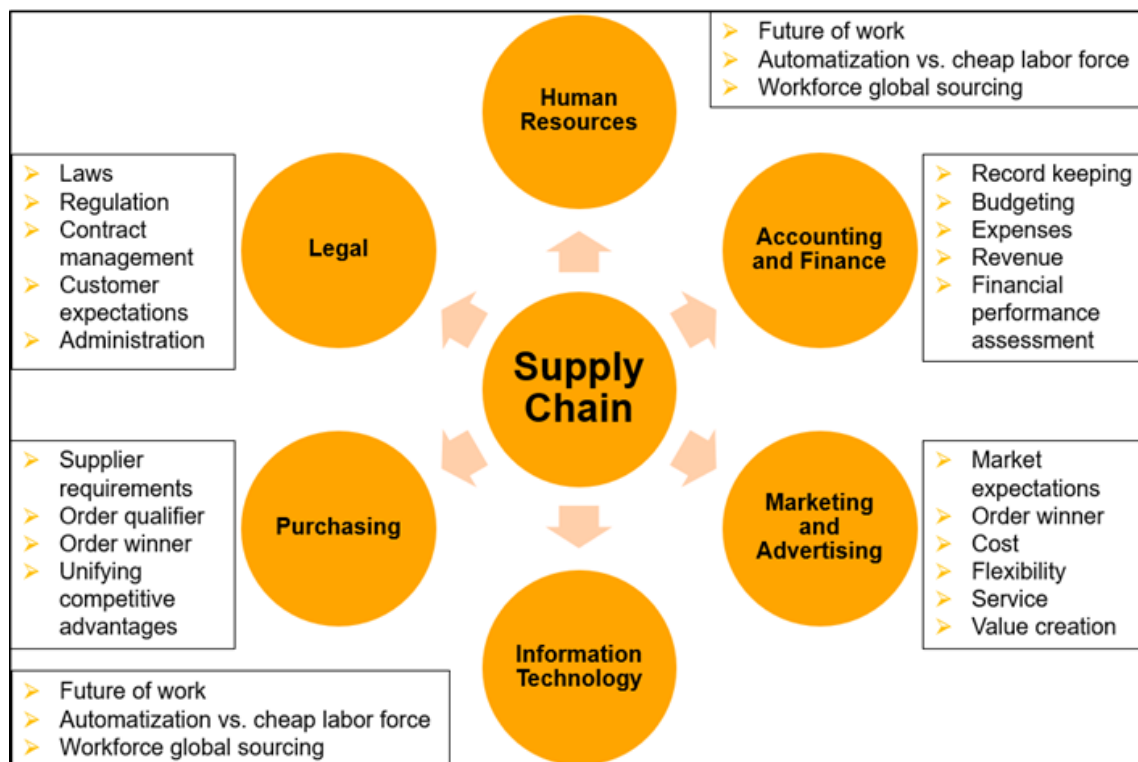 Future of work
Automatization vs. cheap labor force
Workforce global sourcing
Human
Resources
Laws
Regulation
Contract
management
Customer
expectations
Administration
Legal
Accounting
and Finance
Record keeping
Budgeting
Expenses
Revenue
Financial
performance
assessment
Supply
Chain
Supplier
requirements
Order qualifier
Order winner
Unifying
competitive
advantages
Purchasing
Marketing
and
Advertising
Market
expectations
Order winner
Cost
Flexibility
Service
Value creation
Information
Technology
Future of work
Automatization vs. cheap labor force
Workforce global sourcing